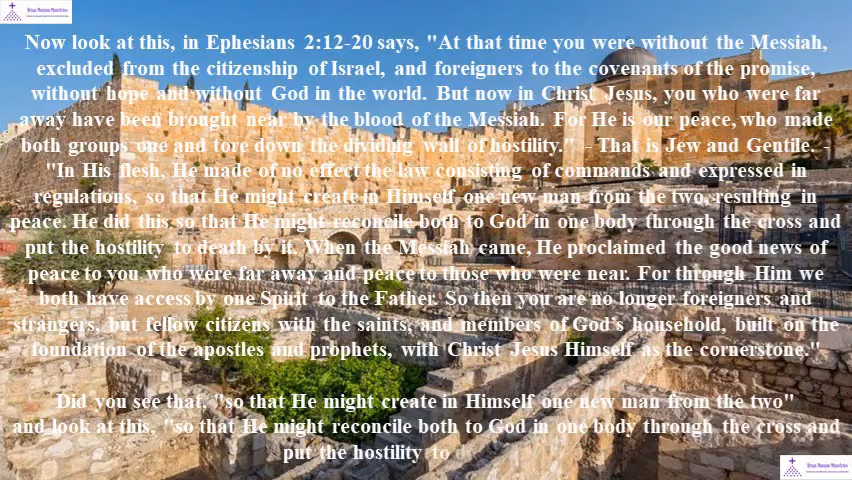 Brian Monson Ministries
Now look at this, in Ephesians 2:12-20 says, "At that time you were without the Messiah,
excluded from the citizenship of Israel, and foreigners to the covenants of the promise,
without hope and without God in the world. But now in Christ Jesus, you who were far
away have been brought near by the blood of the Messiah. For He is our peace, who made
both groups one and tore down the dividing wall of hostility." - That is Jew and Gentile. -
"In His flesh, He made of no effect the law consisting of commands and expressed in
regulations, so that He might create in Himself one new man from the two, resulting in
peace. He did this so that He might reconcile both to God in one body through the cross and
put the hostility to death by it. When the Messiah came, He proclaimed the good news of
peace to you who were far away and peace to those who were near. For through Him we
both have access by one Spirit to the Father. So then you are no longer foreigners and
strangers, but fellow citizens with the saints, and members of God's household, built on the
foundation of the apostles and prophets, with Christ Jesus Himself as the cornerstone."
Did you see that, "so that He might create in Himself one new man from the two"
and look at this, "so that He might reconcile both to God in one body through the cross and
put the hostility to d
Brian Monson Ministries